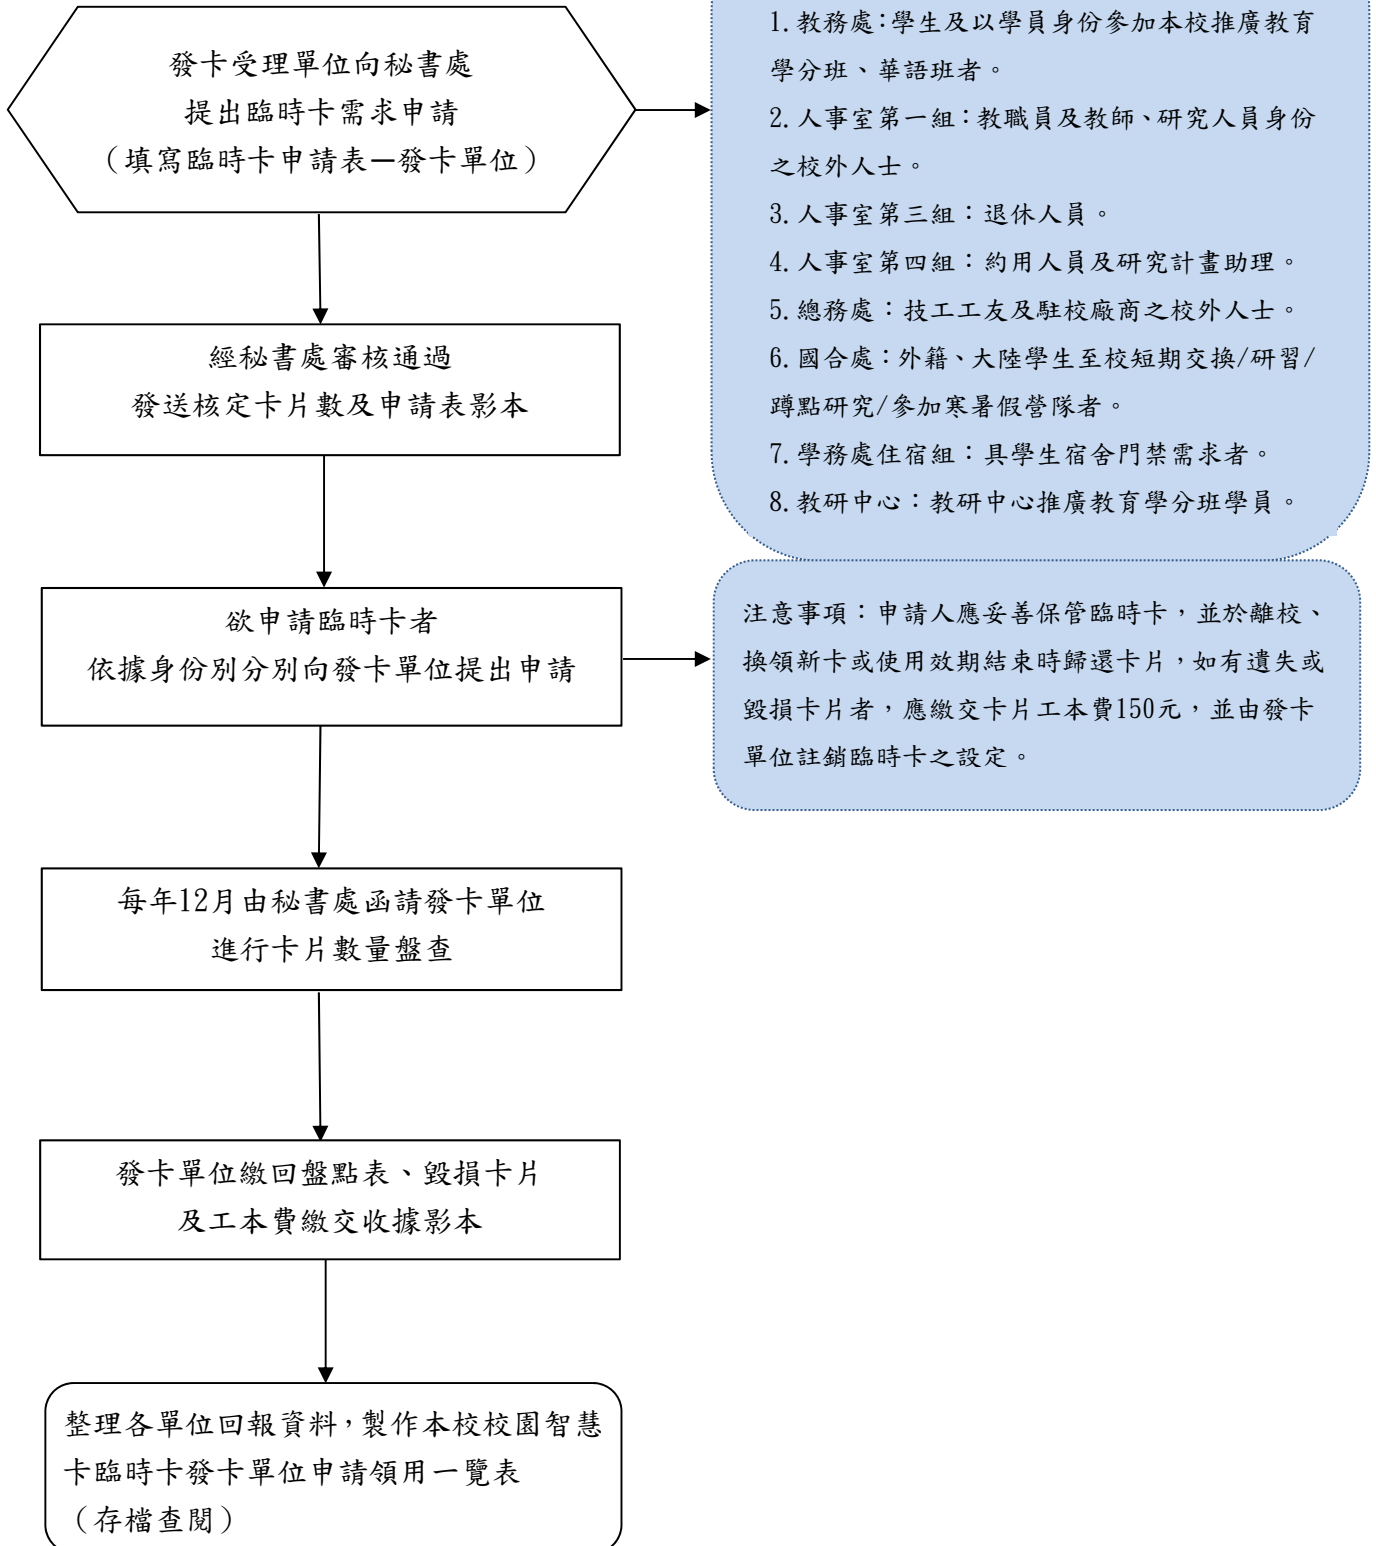 發卡受理單位向秘書處
提出臨時卡需求申請
（填寫臨時卡申請表—發卡單位）
1.教務處：學生及以學員身份參加本校推廣教育
學分班、華語班者。
2.人事室第一組：教職員及教師、研究人員身份
之校外人士。
3.人事室第三組：退休人員。
4.人事室第四組：約用人員及研究計畫助理。
5.總務處：技工工友及駐校廠商之校外人士。
6.國合處：外籍、大陸學生至校短期交換/研習/
蹲點研究/參加寒暑假營隊者。
7.學務處住宿組：具學生宿舍門禁需求者。
8.教研中心：教研中心推廣教育學分班學員。
經秘書處審核通過
發送核定卡片數及申請表影本
欲申請臨時卡者
依據身份別分別向發卡單位提出申請
注意事項：申請人應妥善保管臨時卡，並於離校、
換領新卡或使用效期結束時歸還卡片，如有遺失或
毀損卡片者，應繳交卡片工本費150元，並由發卡
單位註銷臨時卡之設定。
每年12月由秘書處函請發卡單位
進行卡片數量盤查
發卡單位繳回盤點表、毀損卡片
及工本費繳交收據影本
整理各單位回報資料，製作本校校園智慧
卡臨時卡發卡單位申請領用一覽表
（存檔查閱）